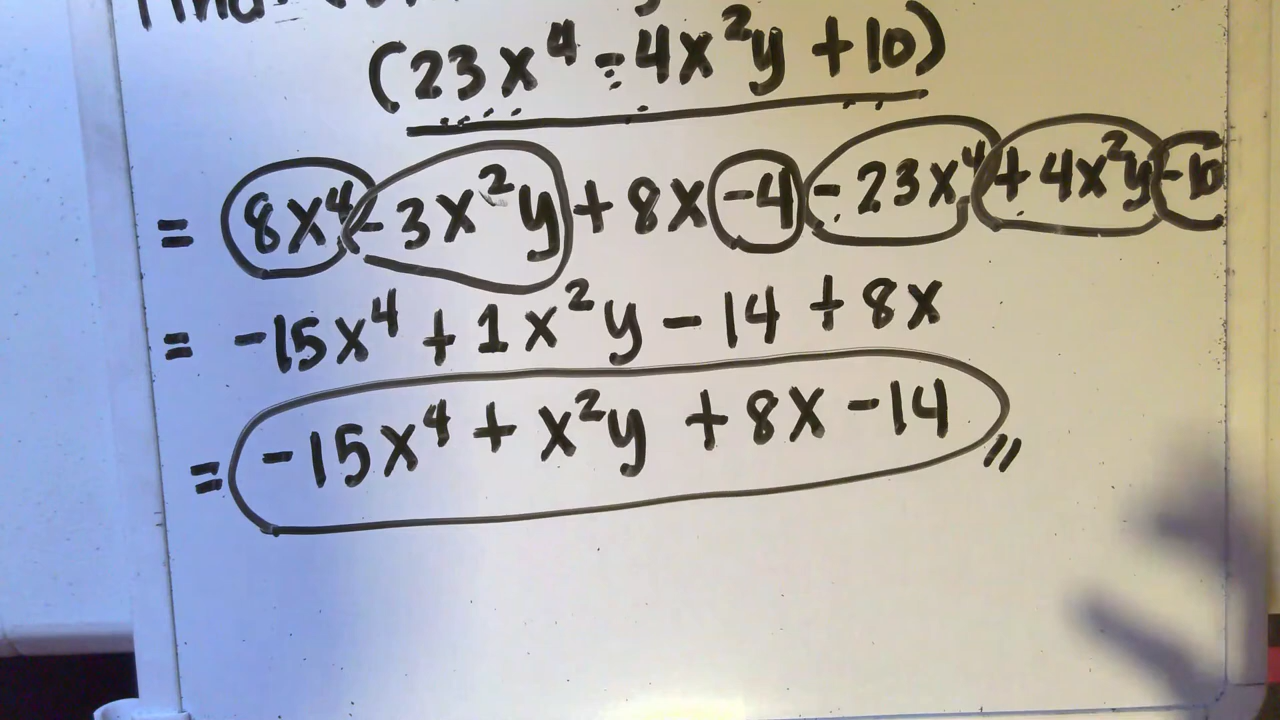 (23x⁴ - 4x²y + 10)
= 8x⁴ - 3x²y + 8x - 4 - 23x⁴ + 4x²y - 10
= -15x⁴ + 1x²y - 14 + 8x
= -15x⁴ + x²y + 8x - 14 //